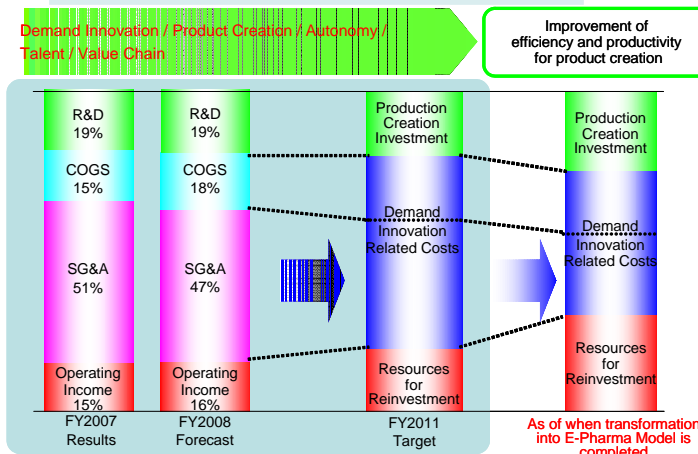 Demand Innovation / Product Creation / Autonomy /
Talent / Value Chain
Improvement of
efficiency and productivity
for product creation
R&D
19%
COGS
15%
SG&A
51%
Operating
Income
15%
FY2007
Results
R&D
19%
COGS
18%
SG&A
47%
Operating
Income
16%
FY2008
Forecast
Production
Creation
Investment
Demand
Innovation
Related Costs
Resources
for
Reinvestment
FY2011
Target
Production
Creation
Investment
Demand
Innovation
Related Costs
Resources
for
Reinvestment
As of when transformation
into E-Pharma Model is
completed